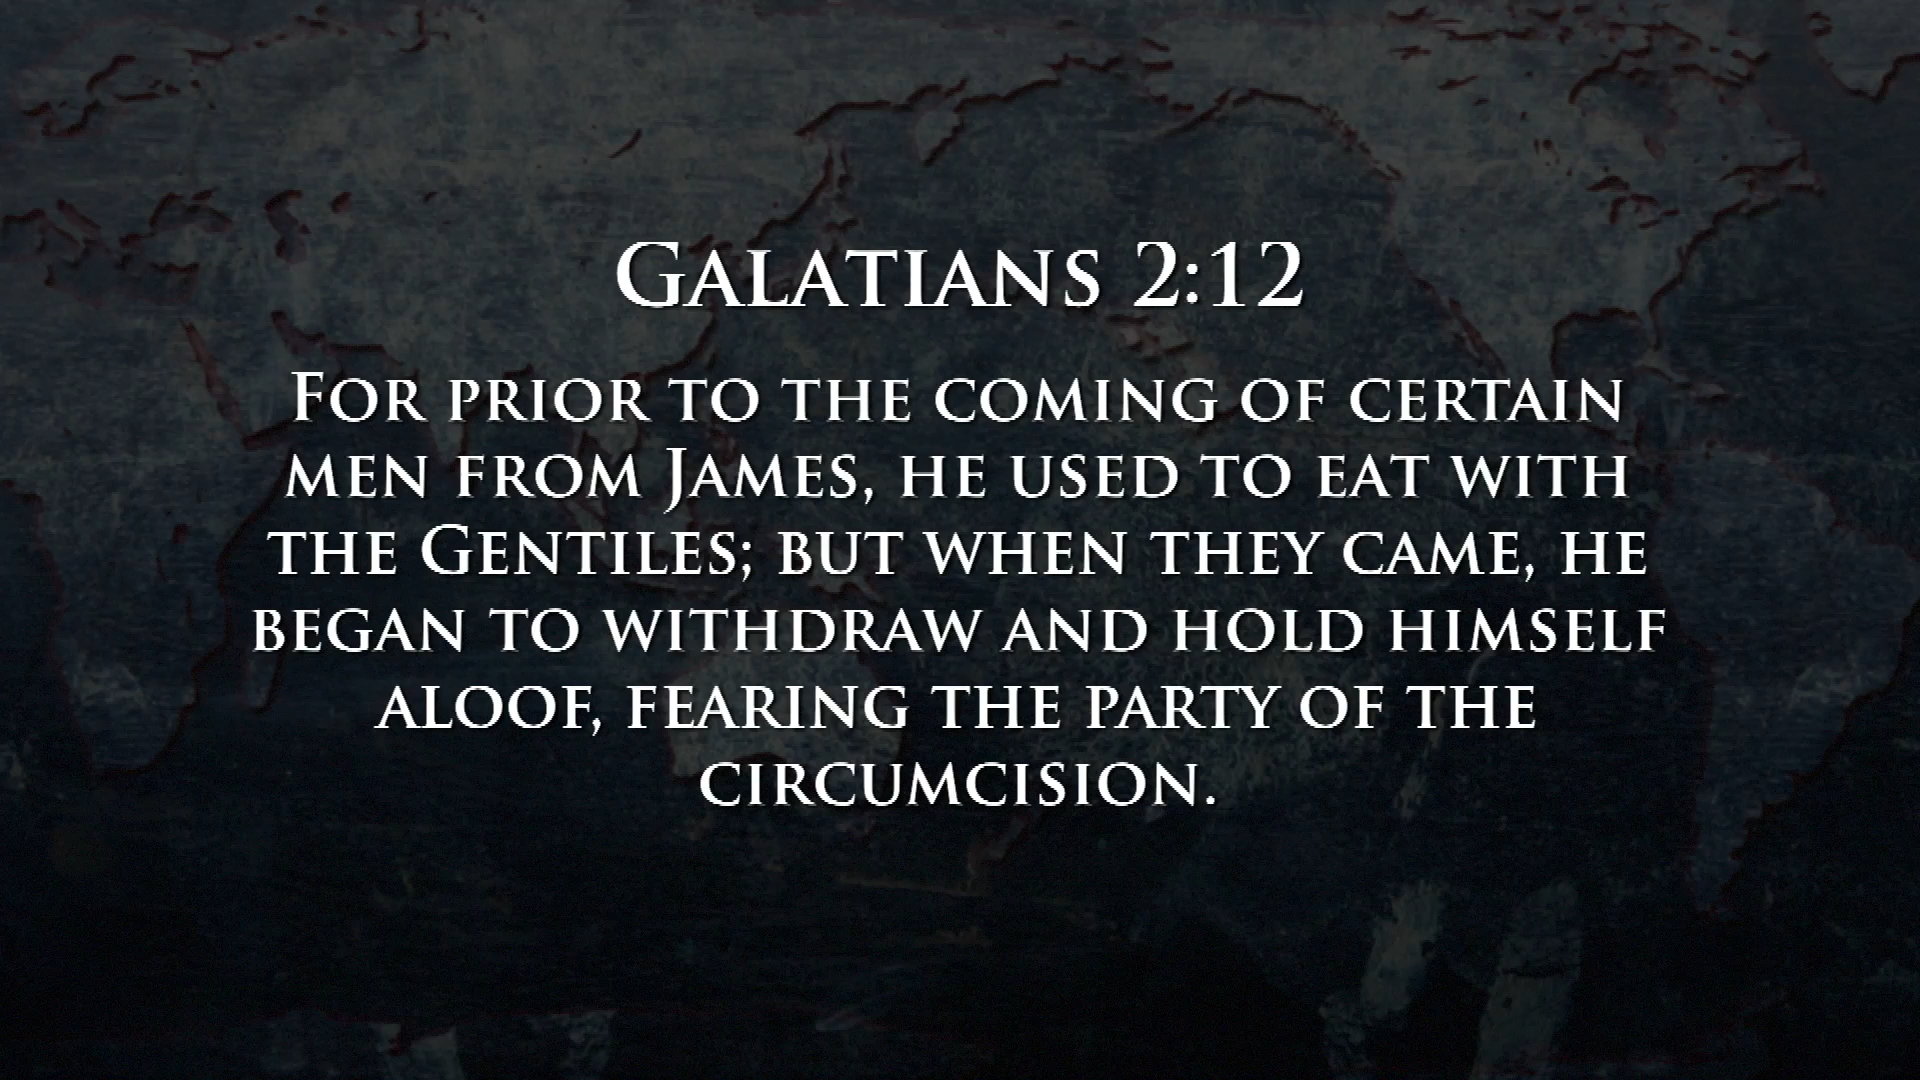 Galatians 2:12
For prior to the coming of certain
men from James, he used to eat with
the Gentiles; but when they came, he
began to withdraw and hold himself
aloof, fearing the party of the
circumcision.